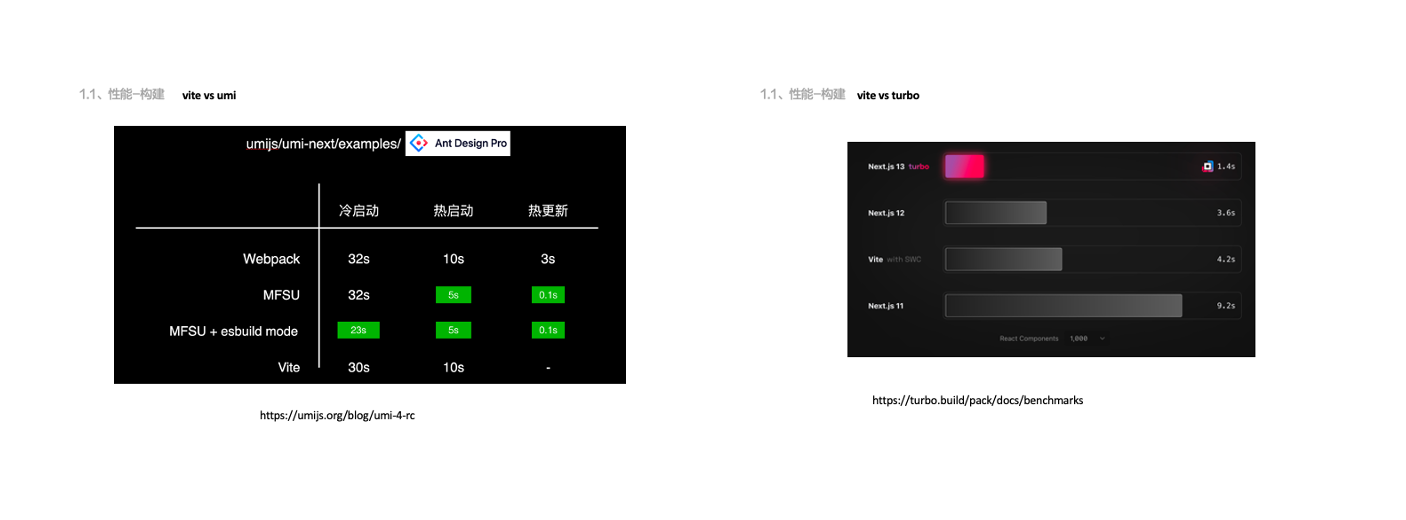 1.1、性能-构建 vite vs umi
umijs/umi-next/examples/ Ant Design Pro
冷启动 热启动 热更新
Webpack 32s 10s 3s
MFSU 32s 5s 0.1s
MFSU + esbuild mode 23s 5s 0.1s
Vite 30s 10s -
https://umijs.org/blog/umi-4-rc
1.1、性能-构建 vite vs turbo
Next.js 13 turbo 1.4s
Next.js 12 3.6s
Vite with SWC 4.2s
Next.js 11 9.2s
React Components 1,000
https://turbo.build/pack/docs/benchmarks